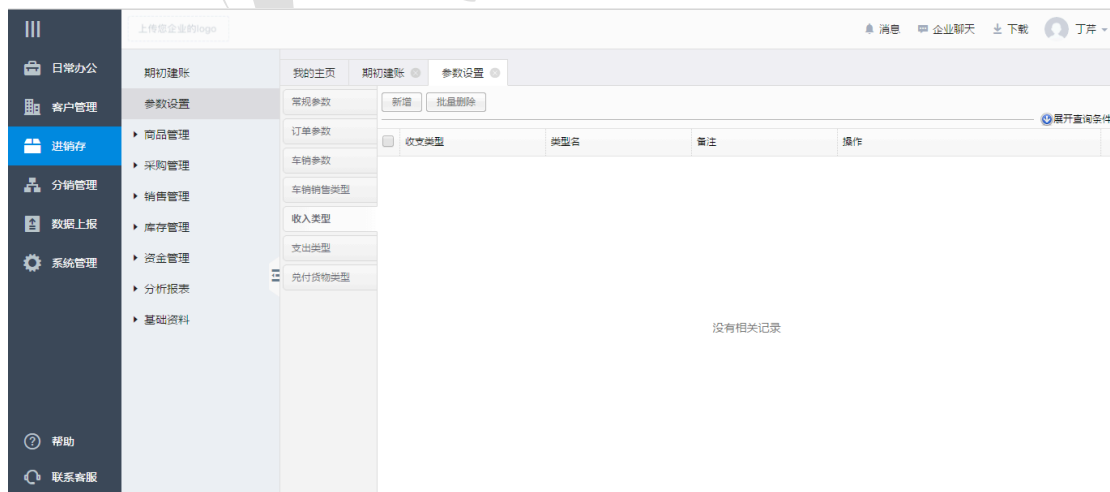 上传您企业的logo
消息 企业聊天 下载 丁芹
日常办公
客户管理
进销存
分销管理
数据上报
系统管理
帮助
联系客服
期初建账
参数设置
商品管理
采购管理
销售管理
库存管理
资金管理
分析报表
基础资料
我的主页 期初建账 参数设置
常规参数
订单参数
车销参数
车销销售类型
收入类型
支出类型
兑付货物类型
新增 批量删除
展开查询条件
收支类型 类型名 备注 操作
没有相关记录